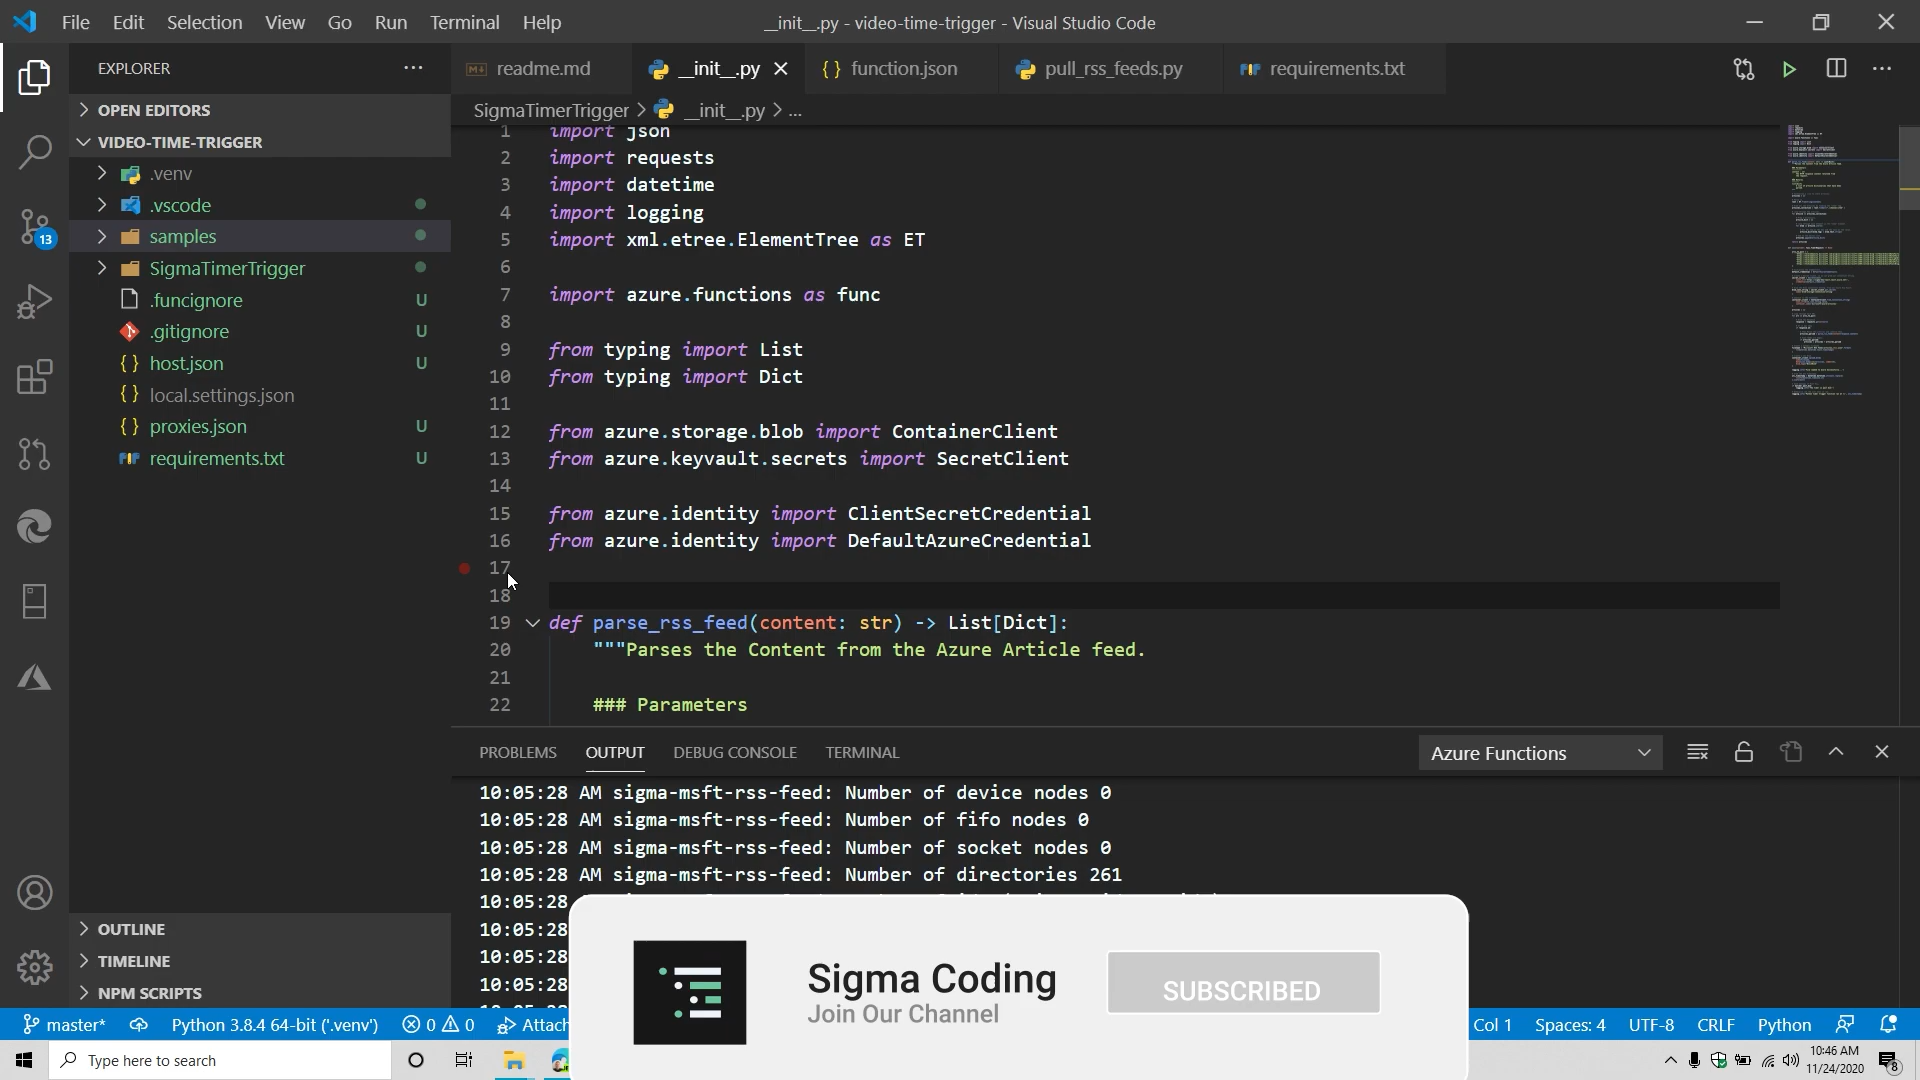 File Edit Selection View Go Run Terminal Help
__init__.py - video-time-trigger - Visual Studio Code
EXPLORER
readme.md
__init__.py
{ } function.json
pull_rss_feeds.py
requirements.txt
OPEN EDITORS
SigmaTimerTrigger > __init__.py > ...
VIDEO-TIME-TRIGGER
.venv
.vscode
samples
SigmaTimerTrigger
.funcignore U
.gitignore U
{ } host.json U
{ } local.settings.json
{ } proxies.json U
requirements.txt U
13
OUTLINE
TIMELINE
NPM SCRIPTS
1 import json
2 import requests
3 import datetime
4 import logging
5 import xml.etree.ElementTree as ET
6
7 import azure.functions as func
8
9 from typing import List
10 from typing import Dict
11
12 from azure.storage.blob import ContainerClient
13 from azure.keyvault.secrets import SecretClient
14
15 from azure.identity import ClientSecretCredential
16 from azure.identity import DefaultAzureCredential
17
18
19 def parse_rss_feed(content: str) -> List[Dict]:
20 """Parses the Content from the Azure Article feed.
21
22 ### Parameters
PROBLEMS OUTPUT DEBUG CONSOLE TERMINAL
Azure Functions
10:05:28 AM sigma-msft-rss-feed: Number of device nodes 0
10:05:28 AM sigma-msft-rss-feed: Number of fifo nodes 0
10:05:28 AM sigma-msft-rss-feed: Number of socket nodes 0
10:05:28 AM sigma-msft-rss-feed: Number of directories 261
10:05:28
10:05:28
10:05:28
10:05:28
Sigma Coding
Join Our Channel
SUBSCRIBED
master* Python 3.8.4 64-bit ('.venv') 0 0 Attach
Col 1 Spaces: 4 UTF-8 CRLF Python
Type here to search
10:46 AM
11/24/2020
8